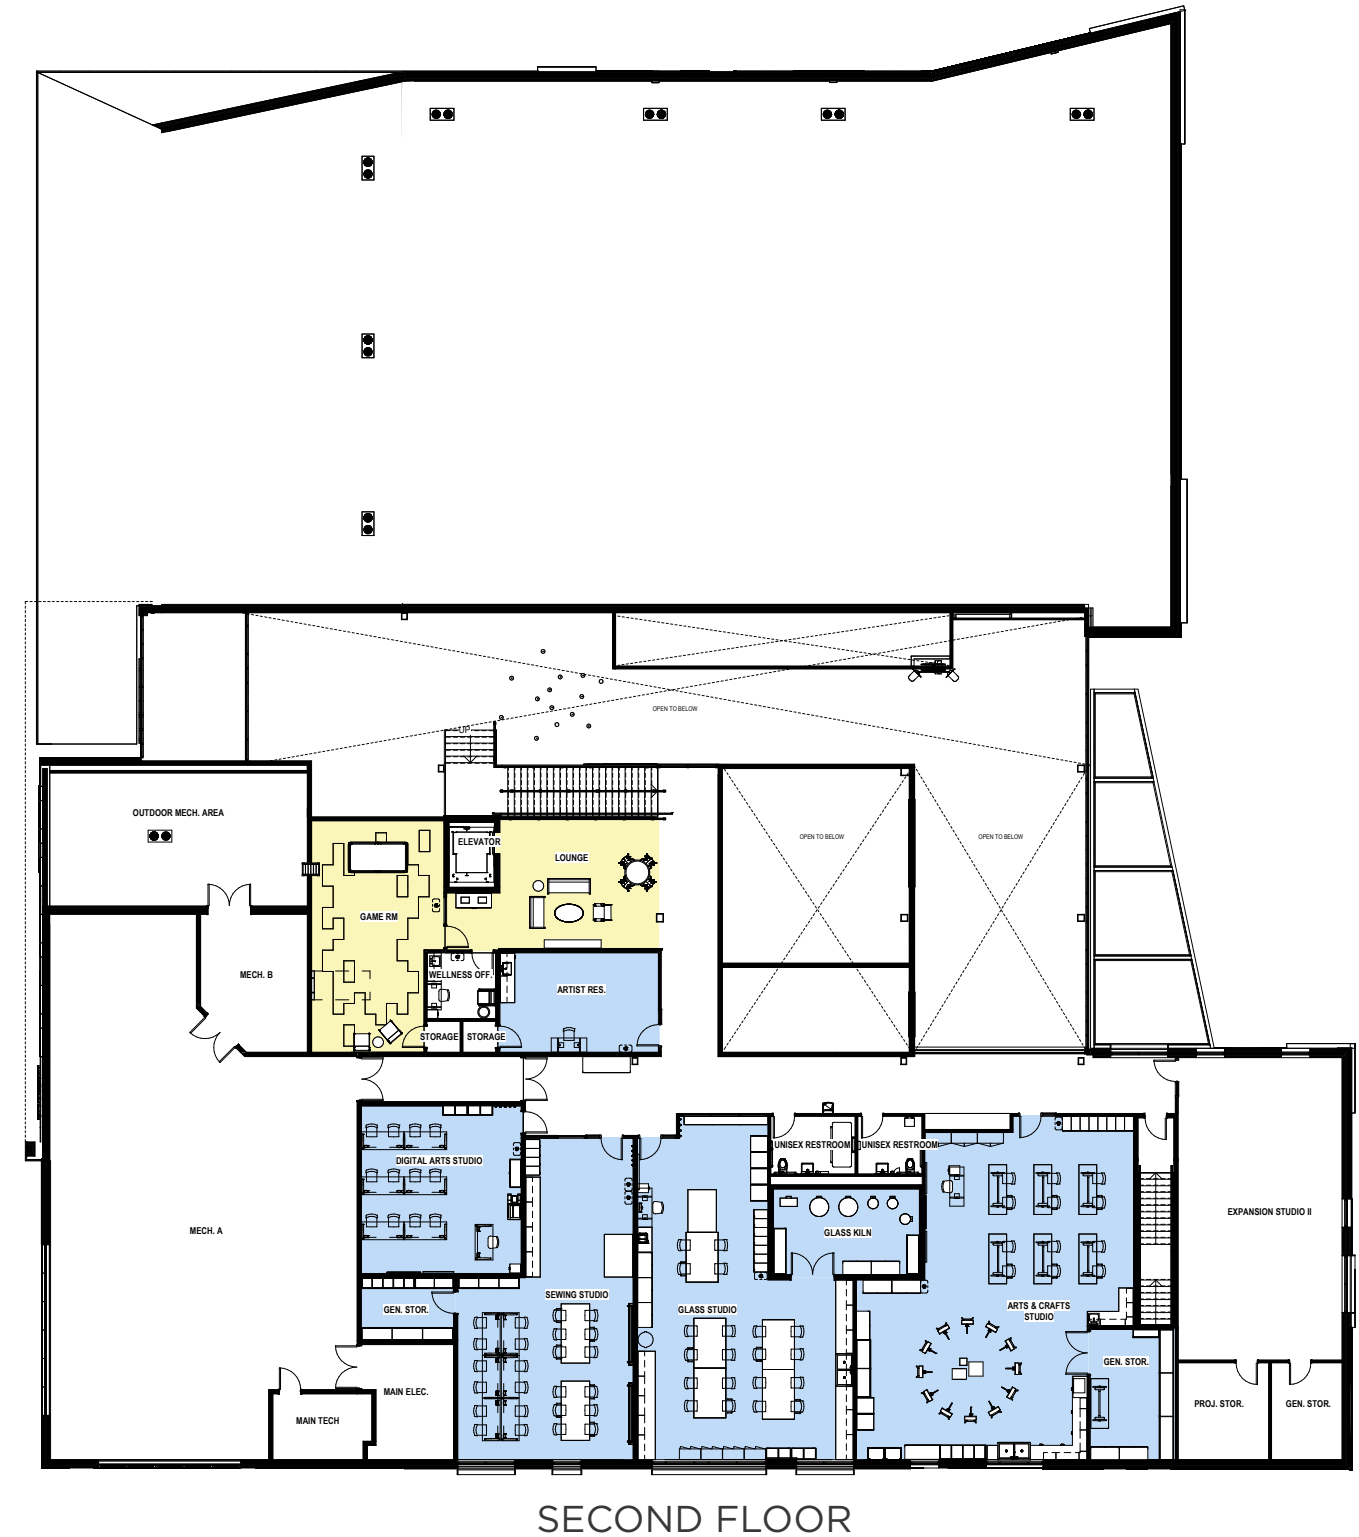 OPEN TO BELOW
UP
OUTDOOR MECH. AREA
ELEVATOR
OPEN TO BELOW
OPEN TO BELOW
LOUNGE
GAME RM
MECH. B
WELLNESS OFF.
ARTIST RES.
STORAGE
STORAGE
UNISEX RESTROOM
UNISEX RESTROOM
DIGITAL ARTS STUDIO
MECH. A
EXPANSION STUDIO II
GLASS KILN
SEWING STUDIO
GEN. STOR.
GLASS STUDIO
ARTS & CRAFTS
STUDIO
GEN. STOR.
MAIN ELEC.
MAIN TECH
PROJ. STOR.
GEN. STOR.
SECOND FLOOR